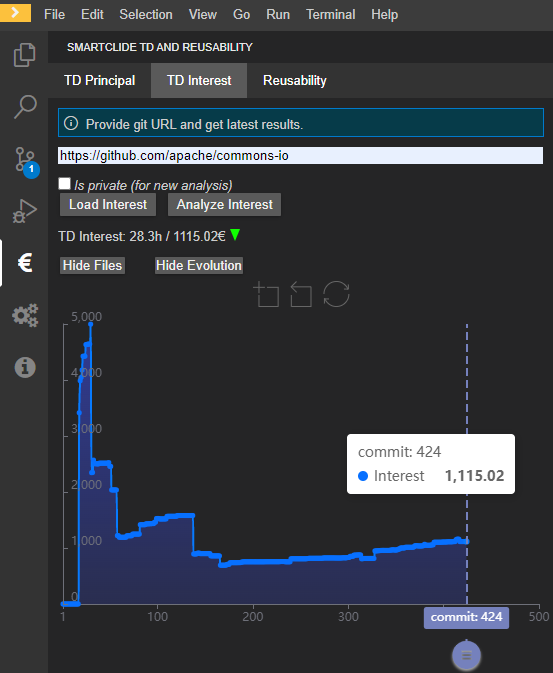 File Edit Selection View Go Run Terminal Help
SMARTCLIDE TD AND REUSABILITY
TD Principal TD Interest Reusability
Provide git URL and get latest results.
https://github.com/apache/commons-io
Is private (for new analysis)
Load Interest Analyze Interest
TD Interest: 28.3h / 1115.02€
Hide Files Hide Evolution
1
€
5,000
4,000
3,000
2,000
1,000
0
commit: 424
Interest 1,115.02
1 100 200 300 500
commit: 424